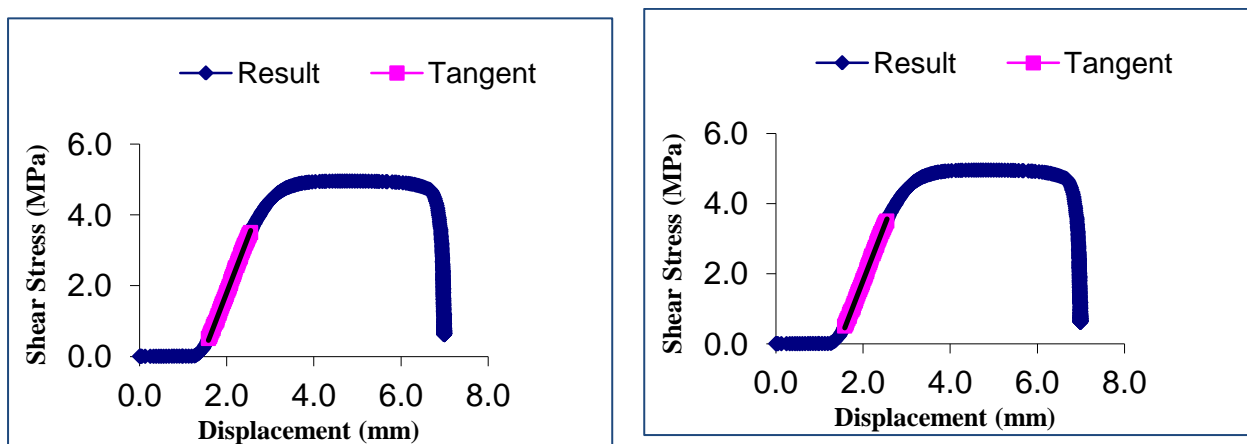 Result Tangent
Shear Stress (MPa)
6.0
4.0
2.0
0.0
0.0 2.0 4.0 6.0 8.0
Displacement (mm)
Result Tangent
Shear Stress (MPa)
6.0
4.0
2.0
0.0
0.0 2.0 4.0 6.0 8.0
Displacement (mm)